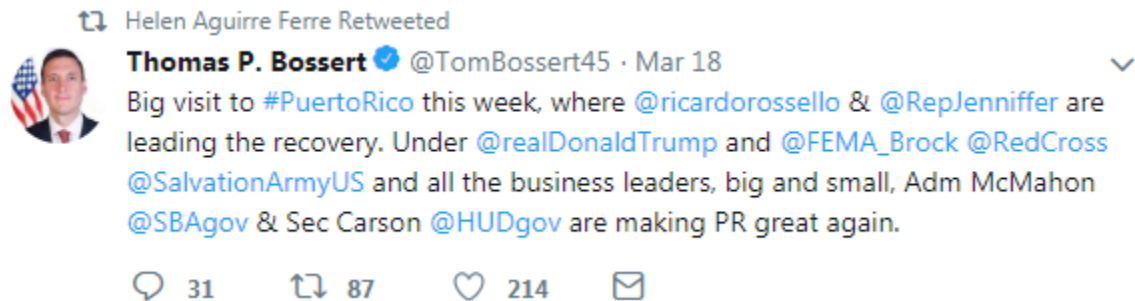 Helen Aguirre Ferre Retweeted
Thomas P. Bossert @TomBossert45 · Mar 18
Big visit to #PuertoRico this week, where @ricardorossello & @RepJenniffer are
leading the recovery. Under @realDonaldTrump and @FEMA_Brock @RedCross
@SalvationArmyUS and all the business leaders, big and small, Adm McMahon
@SBAgov & Sec Carson @HUDgov are making PR great again.
31 87 214